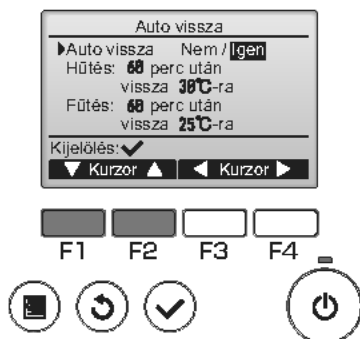 Auto vissza
Auto vissza Nem / Igen
Hűtés: 60 perc után
vissza 30℃-ra
Fűtés: 60 perc után
vissza 25℃-ra
Kijelölés:✔
▼ Kurzor ▲ ◀ Kurzor ▶
F1 F2 F3 F4